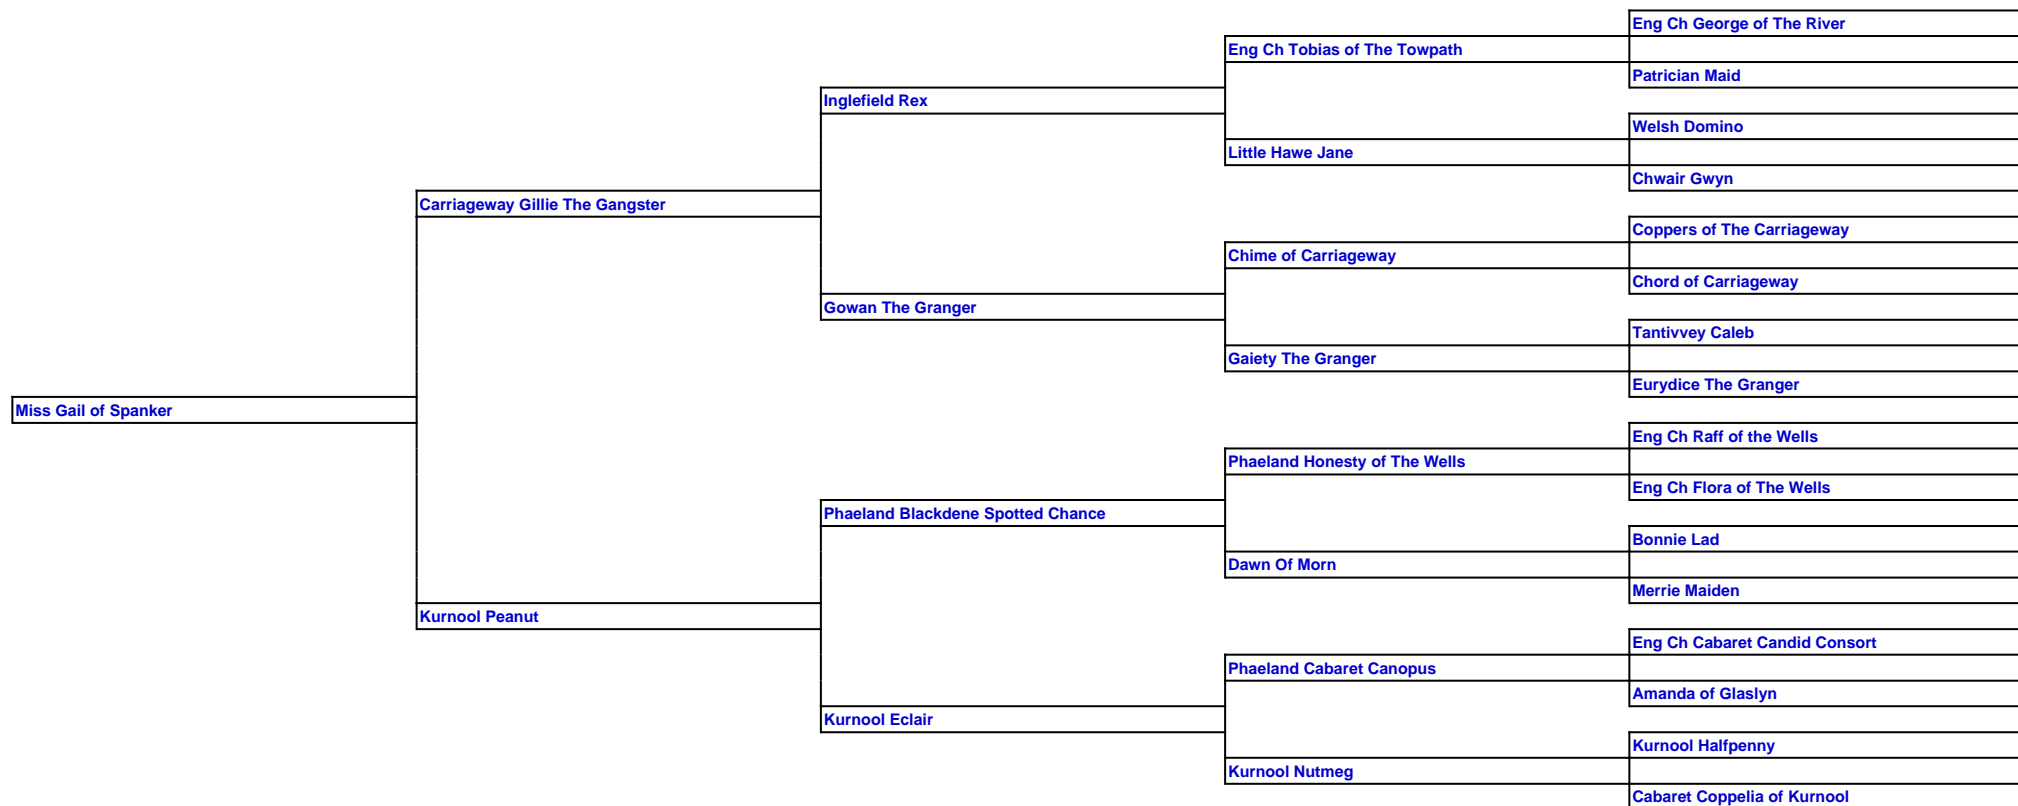 Eng Ch George of The River
Eng Ch Tobias of The Towpath
Patrician Maid
Inglefield Rex
Welsh Domino
Little Hawe Jane
Chwair Gwyn
Carriageway Gillie The Gangster
Coppers of The Carriageway
Chime of Carriageway
Chord of Carriageway
Gowan The Granger
Tantivvey Caleb
Gaiety The Granger
Eurydice The Granger
Miss Gail of Spanker
Eng Ch Raff of the Wells
Phaeland Honesty of The Wells
Eng Ch Flora of The Wells
Phaeland Blackdene Spotted Chance
Bonnie Lad
Dawn Of Morn
Merrie Maiden
Kurnool Peanut
Eng Ch Cabaret Candid Consort
Phaeland Cabaret Canopus
Amanda of Glaslyn
Kurnool Eclair
Kurnool Halfpenny
Kurnool Nutmeg
Cabaret Coppelia of Kurnool